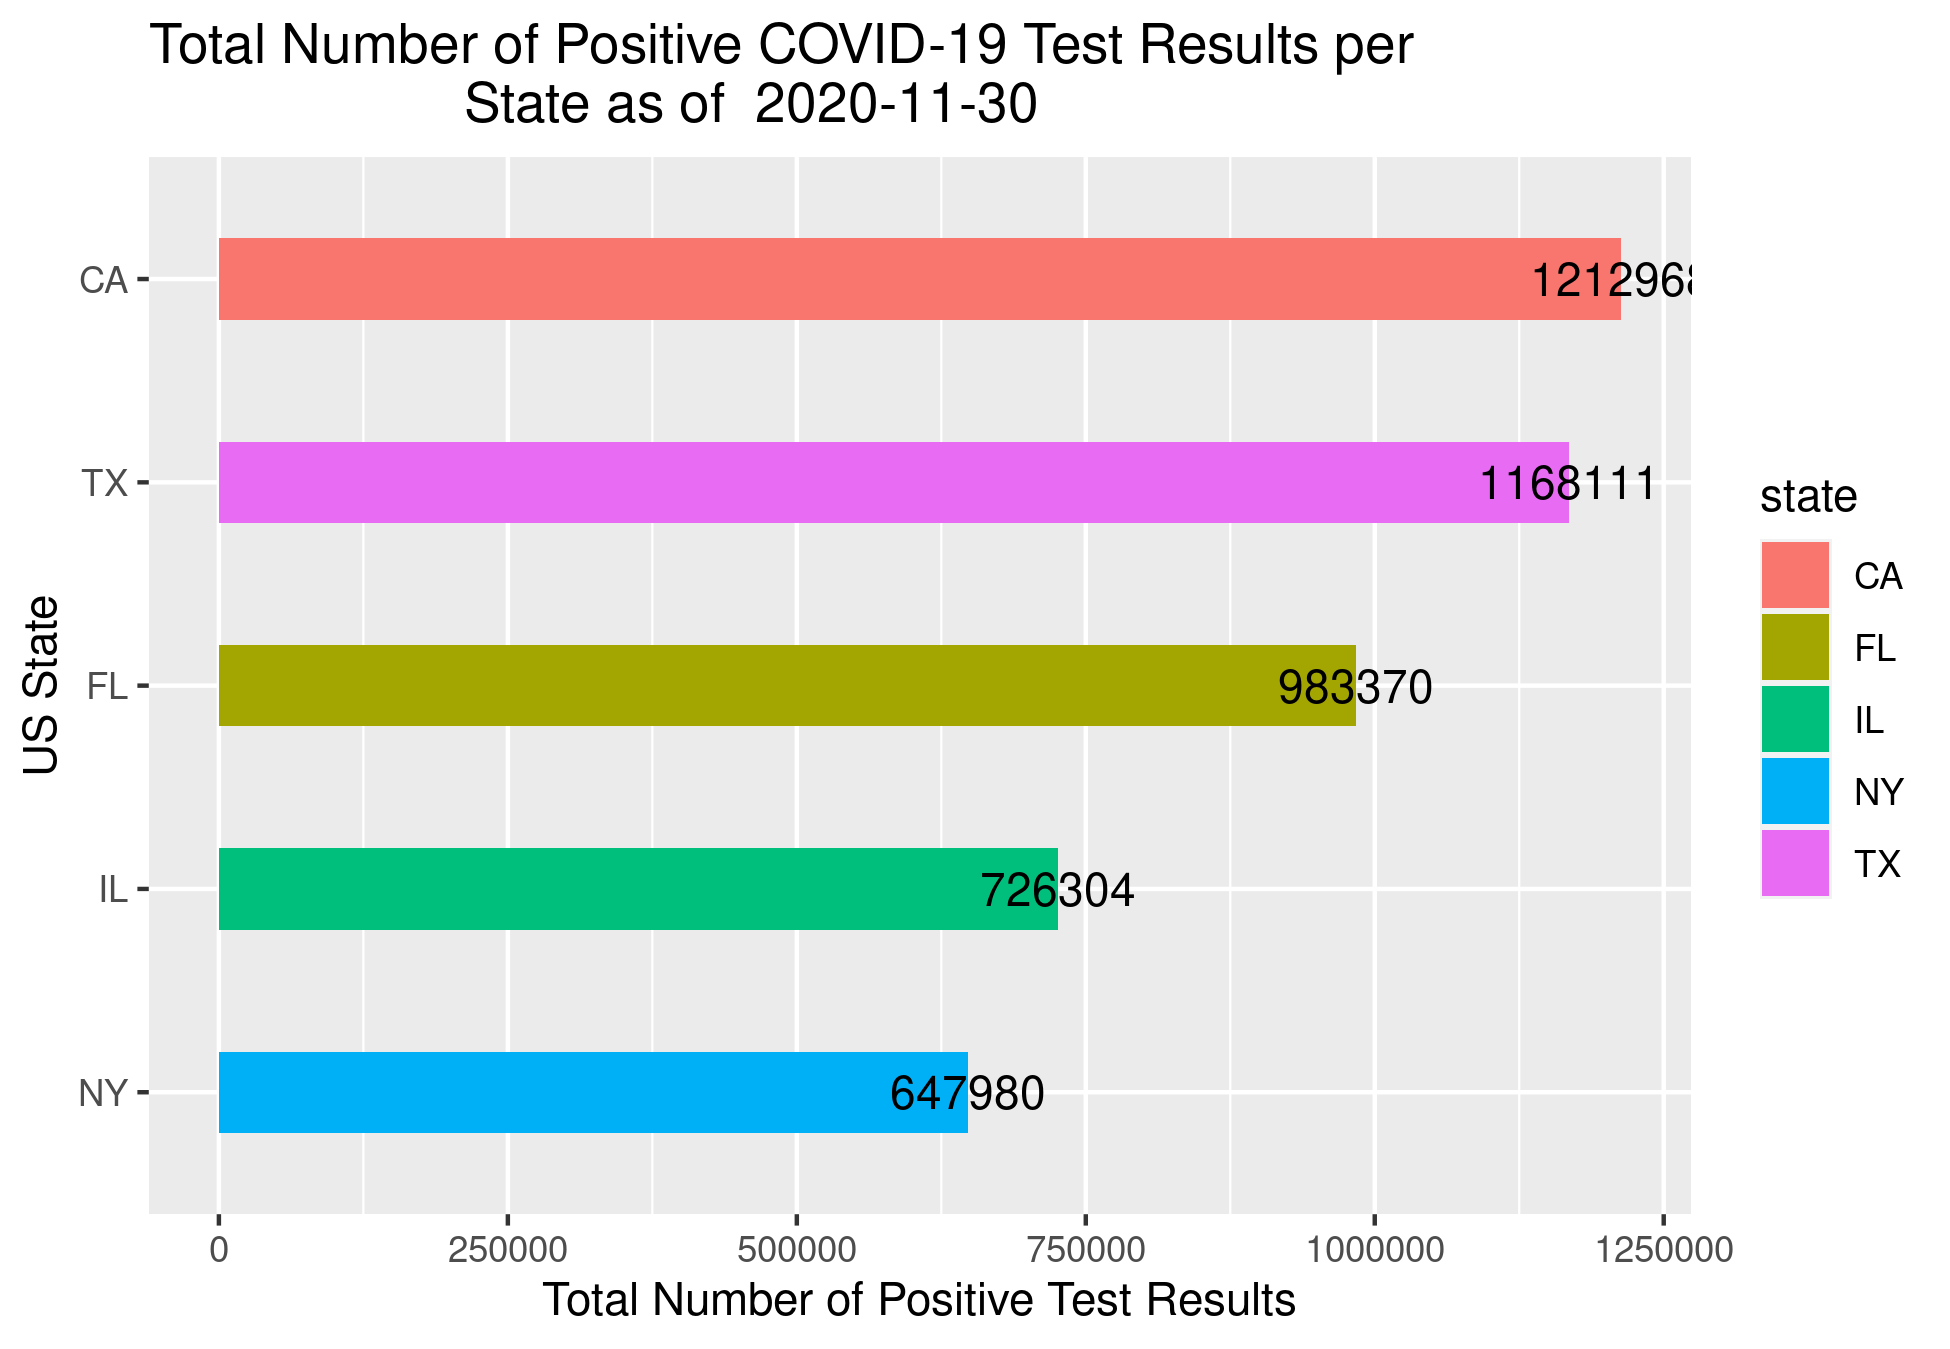 Total Number of Positive COVID-19 Test Results per
State as of  2020-11-30
US State
CA
1212968
TX
1168111
FL
983370
IL
726304
NY
647980
0 250000 500000 750000 1000000 1250000
Total Number of Positive Test Results
state
CA
FL
IL
NY
TX